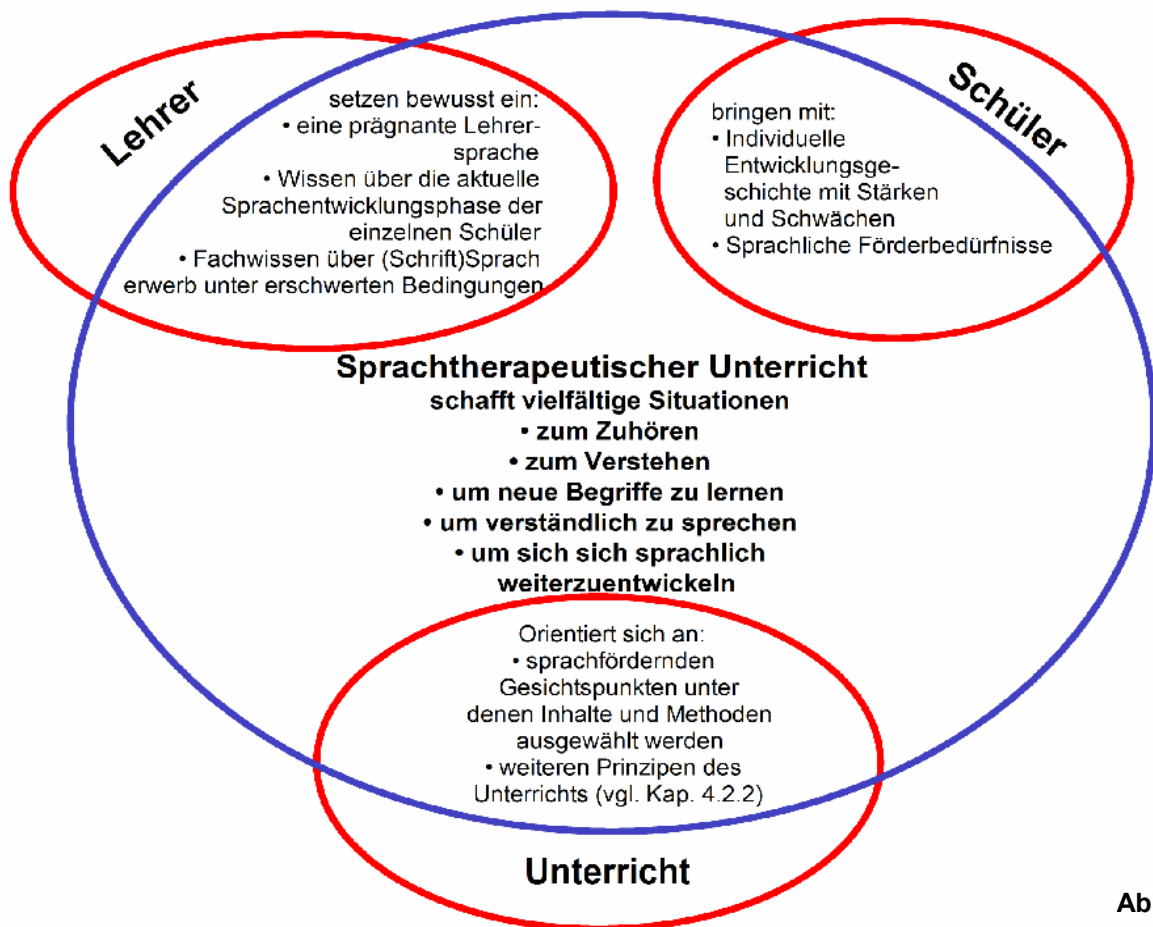 Lehrer
setzen bewusst ein:
• eine prägnante Lehrer-
sprache
• Wissen über die aktuelle
Sprachentwicklungsphase der
einzelnen Schüler
• Fachwissen über (Schrift)Sprach
erwerb unter erschwerten Bedingungen
Schüler
bringen mit:
• Individuelle
Entwicklungsge-
schichte mit Stärken
und Schwächen
• Sprachliche Förderbedürfnisse
Sprachtherapeutischer Unterricht
schafft vielfältige Situationen
• zum Zuhören
• zum Verstehen
• um neue Begriffe zu lernen
• um verständlich zu sprechen
• um sich sich sprachlich
weiterzuentwickeln
Orientiert sich an:
• sprachfördernden
Gesichtspunkten unter
denen Inhalte und Methoden
ausgewählt werden
• weiteren Prinzipen des
Unterrichts (vgl. Kap. 4.2.2)
Unterricht
Ab